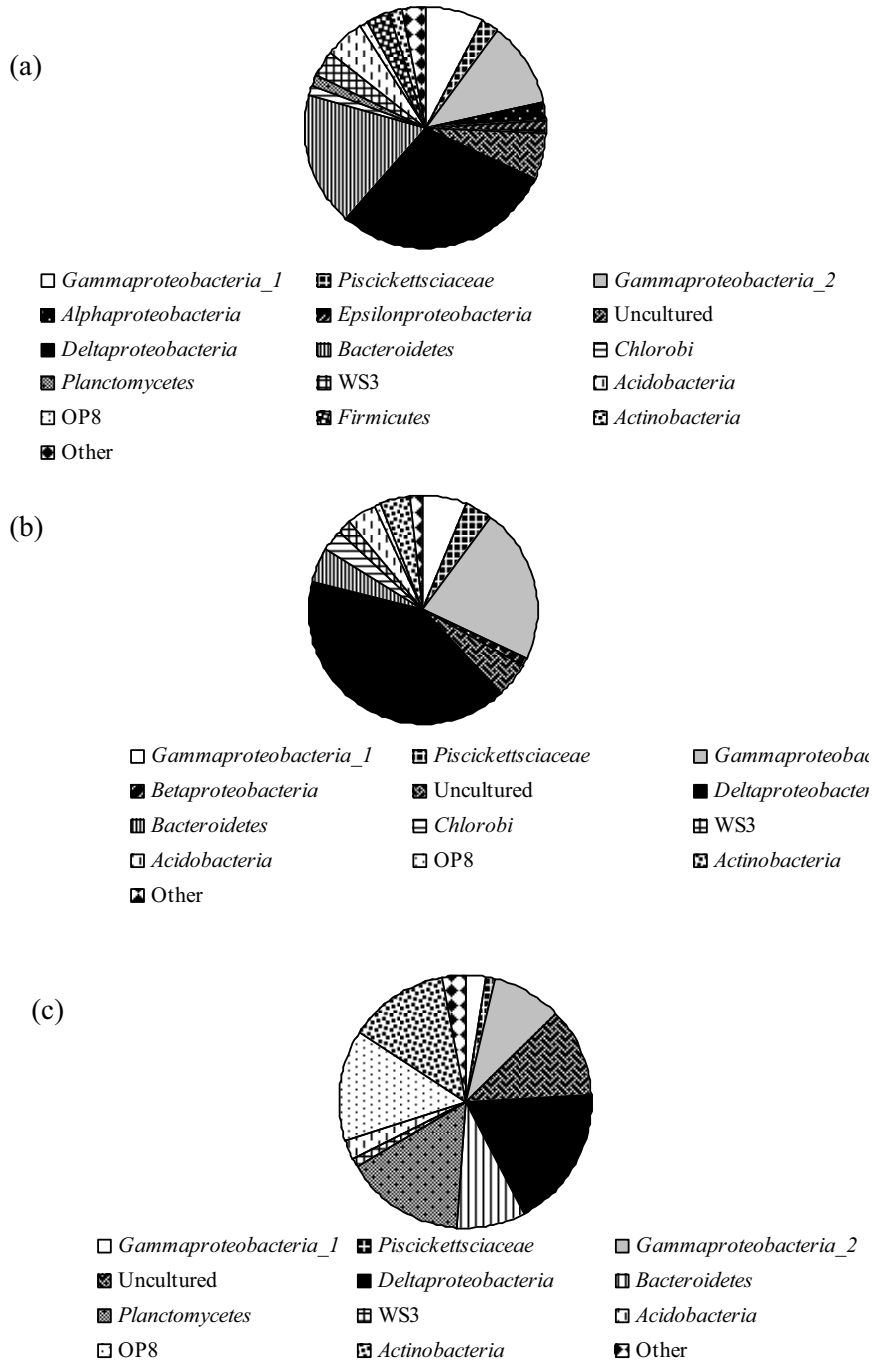 (a)
Gammaproteobacteria_1 Piscickettsciaceae Gammaproteobacteria_2
Alphaproteobacteria Epsilonproteobacteria Uncultured
Deltaproteobacteria Bacteroidetes Chlorobi
Planctomycetes WS3 Acidobacteria
OP8 Firmicutes Actinobacteria
Other
(b)
Gammaproteobacteria_1 Piscickettsciaceae Gammaproteobac
Betaproteobacteria Uncultured Deltaproteobacter
Bacteroidetes Chlorobi WS3
Acidobacteria OP8 Actinobacteria
Other
(c)
Gammaproteobacteria_1 Piscickettsciaceae Gammaproteobacteria_2
Uncultured Deltaproteobacteria Bacteroidetes
Planctomycetes WS3 Acidobacteria
OP8 Actinobacteria Other